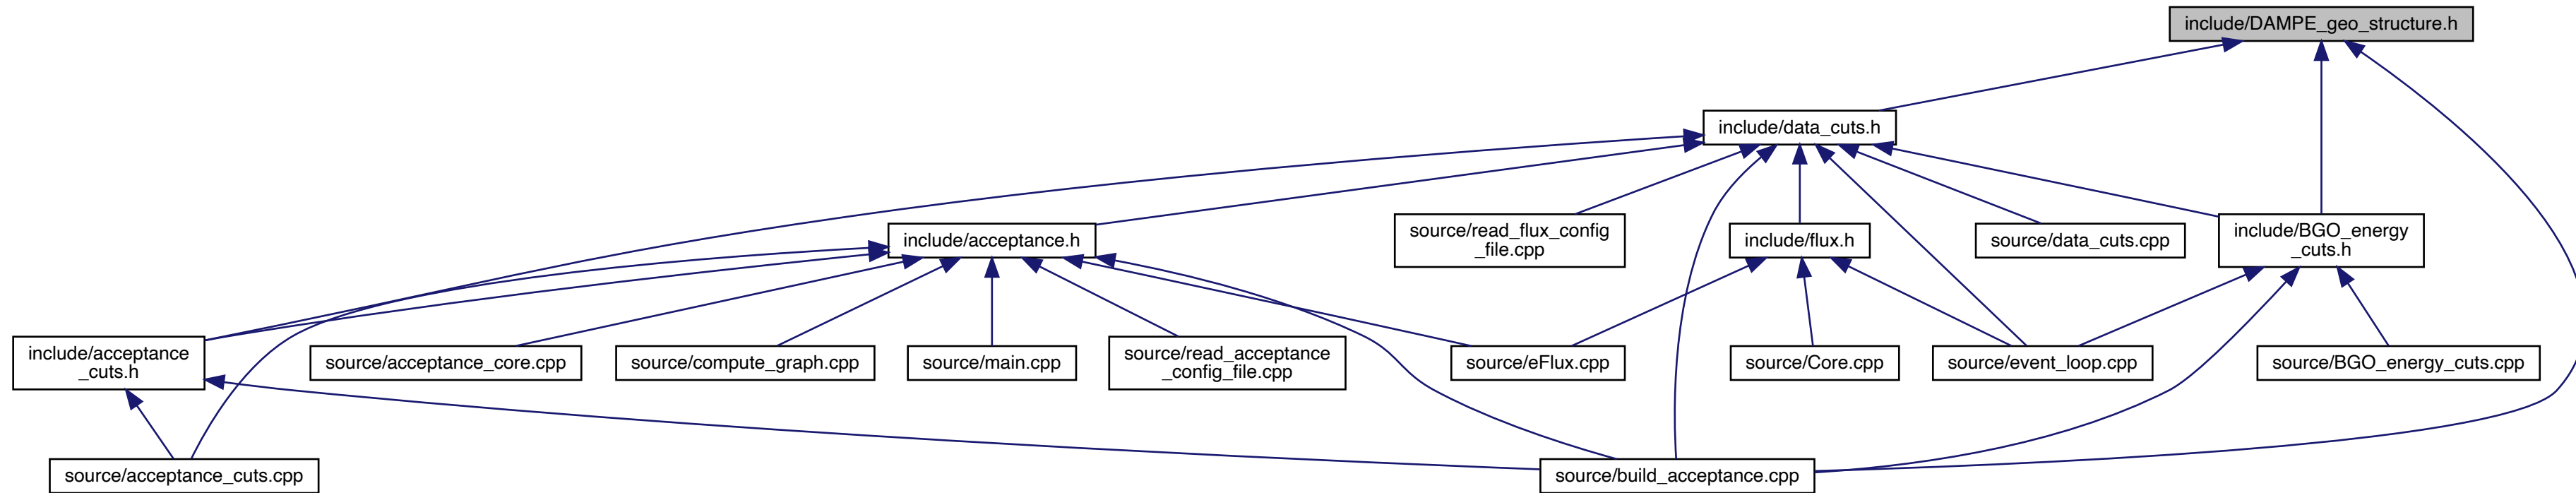 include/DAMPE_geo_structure.h
include/data_cuts.h
include/acceptance.h
source/read_flux_config
_file.cpp
include/flux.h
source/data_cuts.cpp
include/BGO_energy
_cuts.h
include/acceptance
_cuts.h
source/acceptance_core.cpp
source/compute_graph.cpp
source/main.cpp
source/read_acceptance
_config_file.cpp
source/eFlux.cpp
source/Core.cpp
source/event_loop.cpp
source/BGO_energy_cuts.cpp
source/acceptance_cuts.cpp
source/build_acceptance.cpp